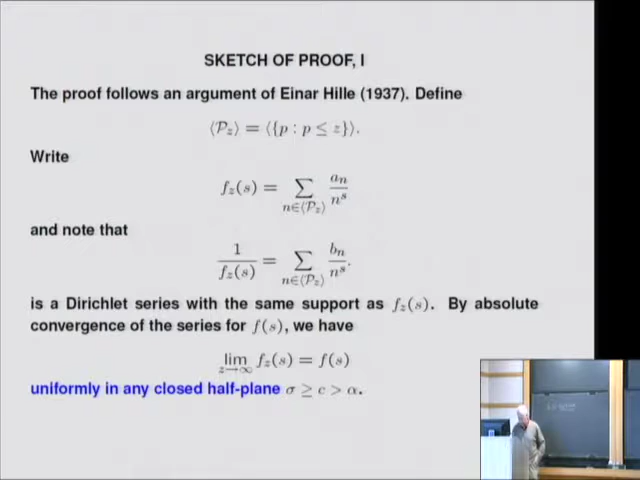 SKETCH OF PROOF, I
The proof follows an argument of Einar Hille (1937). Define
⟨𝒫_z⟩ = ⟨{p : p ≤ z}⟩.
Write
f_z(s) = ∑_{n∈⟨𝒫_z⟩} a_n/n^s
and note that
1/f_z(s) = ∑_{n∈⟨𝒫_z⟩} b_n/n^s.
is a Dirichlet series with the same support as f_z(s). By absolute
convergence of the series for f(s), we have
lim_{z→∞} f_z(s) = f(s)
uniformly in any closed half-plane σ ≥ c > α.